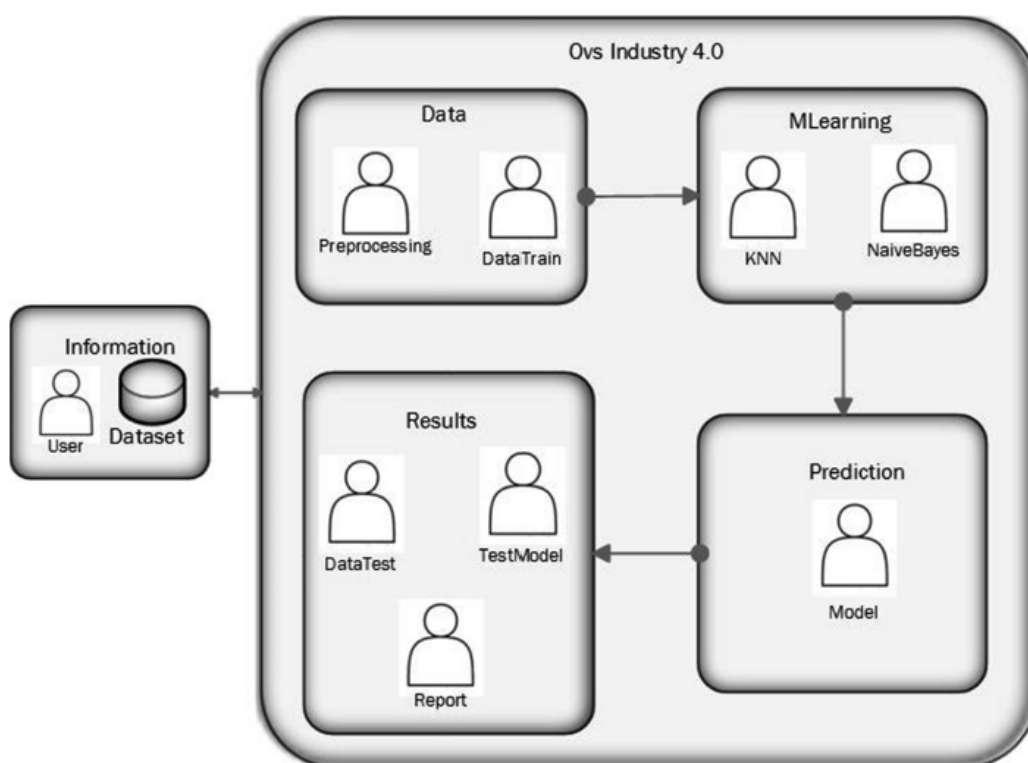 Ovs Industry 4.0
Data
Preprocessing
DataTrain
MLearning
KNN
NaiveBayes
Information
User
Dataset
Results
DataTest
TestModel
Report
Prediction
Model